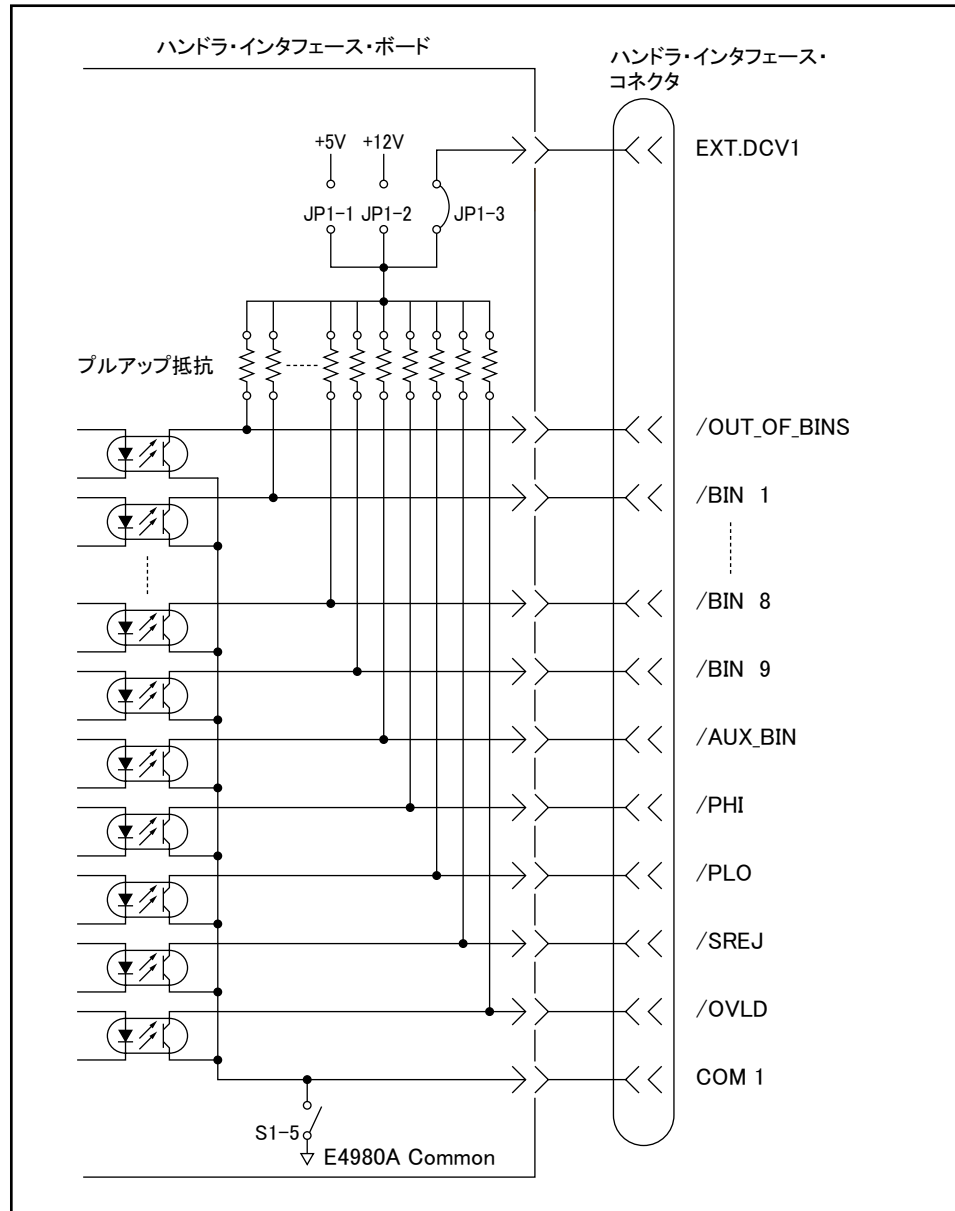 ハンドラ・インタフェース・ボード
ハンドラ・インタフェース・
コネクタ
+5V
+12V
EXT.DCV1
JP1-1
JP1-2
JP1-3
プルアップ抵抗
/OUT_OF_BINS
/BIN 1
/BIN 8
/BIN 9
/AUX_BIN
/PHI
/PLO
/SREJ
/OVLD
COM 1
S1-5
E4980A Common